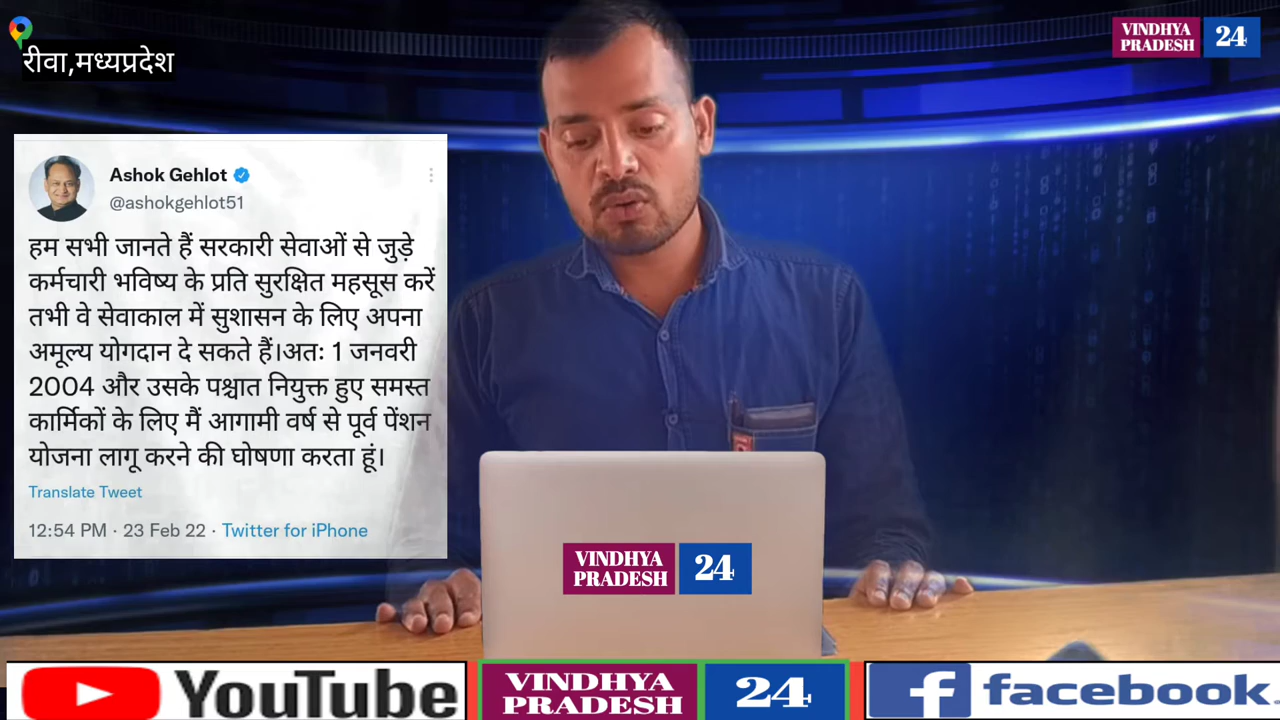 रीवा,मध्यप्रदेश
VINDHYA
PRADESH
24
Ashok Gehlot
@ashokgehlot51
हम सभी जानते हैं सरकारी सेवाओं से जुड़े
कर्मचारी भविष्य के प्रति सुरक्षित महसूस करें
तभी वे सेवाकाल में सुशासन के लिए अपना
अमूल्य योगदान दे सकते हैं।अतः 1 जनवरी
2004 और उसके पश्चात नियुक्त हुए समस्त
कार्मिकों के लिए मैं आगामी वर्ष से पूर्व पेंशन
योजना लागू करने की घोषणा करता हूं।
Translate Tweet
12:54 PM · 23 Feb 22 · Twitter for iPhone
VINDHYA
PRADESH
24
YouTube
VINDHYA
PRADESH
24
facebook.